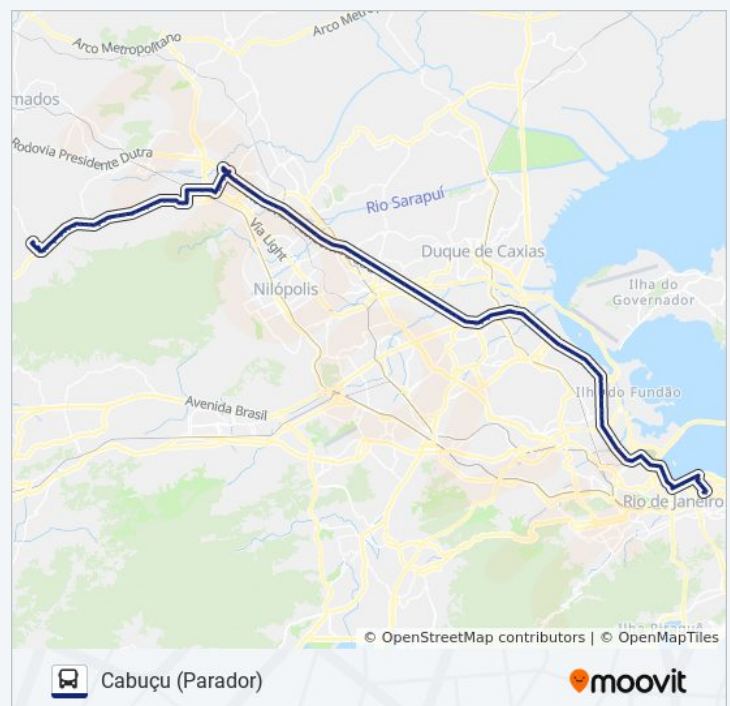 Arco Metropolitano
Arco Metropolitano
mados
Rodovia Presidente Dutra
Rio Sarapuí
Via Light
Duque de Caxias
Nilópolis
Ilha do
Governador
Avenida Brasil
Ilha do Fundão
Rio de Janeiro
© OpenStreetMap contributors | © OpenMapTiles
Cabuçu (Parador)
moovit